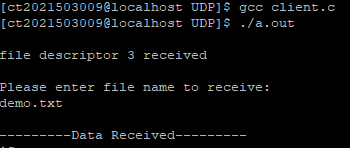 [ct2021503009@localhost UDP]$ gcc client.c
[ct2021503009@localhost UDP]$ ./a.out
file descriptor 3 received
Please enter file name to receive:
demo.txt
---------Data Received---------